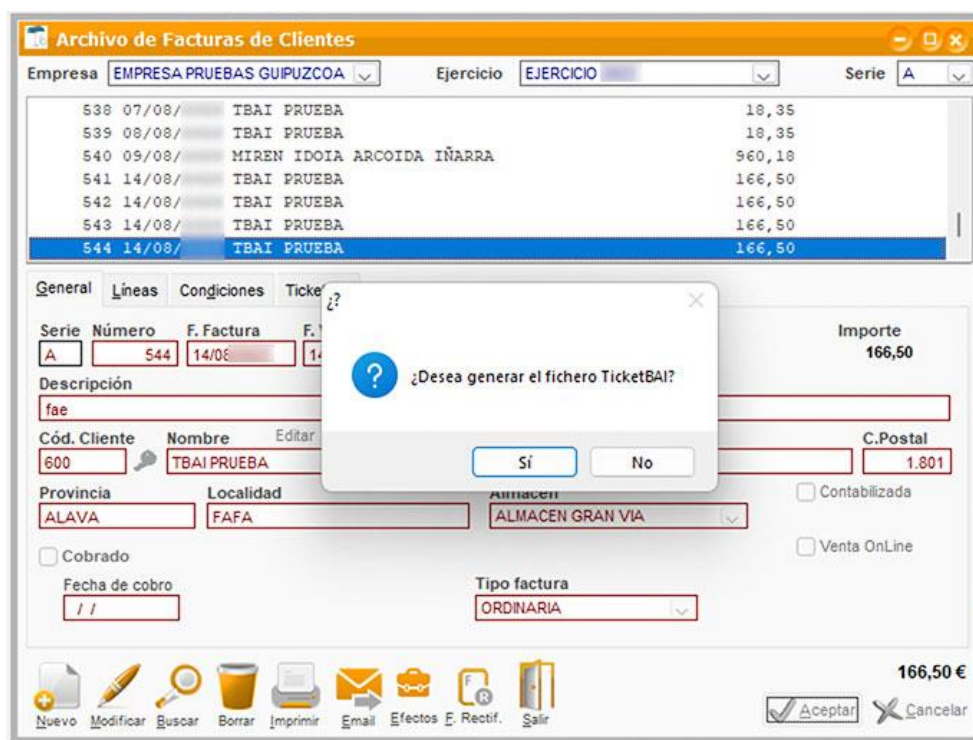 Archivo de Facturas de Clientes
Empresa EMPRESA PRUEBAS GUIPUZCOA Ejercicio EJERCICIO Serie A
538 07/08/ TBAI PRUEBA 18,35
539 08/08/ TBAI PRUEBA 18,35
540 09/08/ MIREN IDOIA ARCOIDA IÑARRA 960,18
541 14/08/ TBAI PRUEBA 166,50
542 14/08/ TBAI PRUEBA 166,50
543 14/08/ TBAI PRUEBA 166,50
544 14/08/ TBAI PRUEBA 166,50
General Líneas Condiciones
¿?
Serie Número F. Factura Importe
A 544 14/08 166,50
¿Desea generar el fichero TicketBAI?
Descripción
fae
Cód. Cliente Nombre Editar C.Postal
600 TBAI PRUEBA 1.801
Sí No
Provincia Localidad Almacén Contabilizada
ALAVA FAFA ALMACEN GRAN VIA
Cobrado Venta OnLine
Fecha de cobro Tipo factura
/ / ORDINARIA
166,50 €
Nuevo Modificar Buscar Borrar Imprimir Email Efectos F. Rectif. Salir Aceptar Cancelar